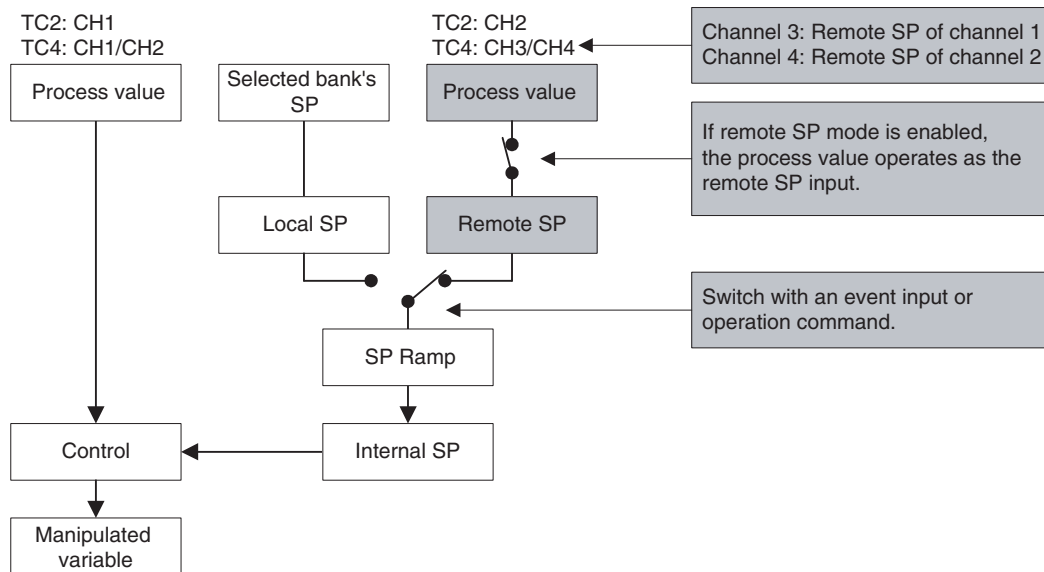 TC2: CH1
TC4: CH1/CH2
TC2: CH2
TC4: CH3/CH4
Channel 3: Remote SP of channel 1
Channel 4: Remote SP of channel 2
Process value
Selected bank's
SP
Process value
If remote SP mode is enabled,
the process value operates as the
remote SP input.
Local SP
Remote SP
Switch with an event input or
operation command.
SP Ramp
Control
Internal SP
Manipulated
variable